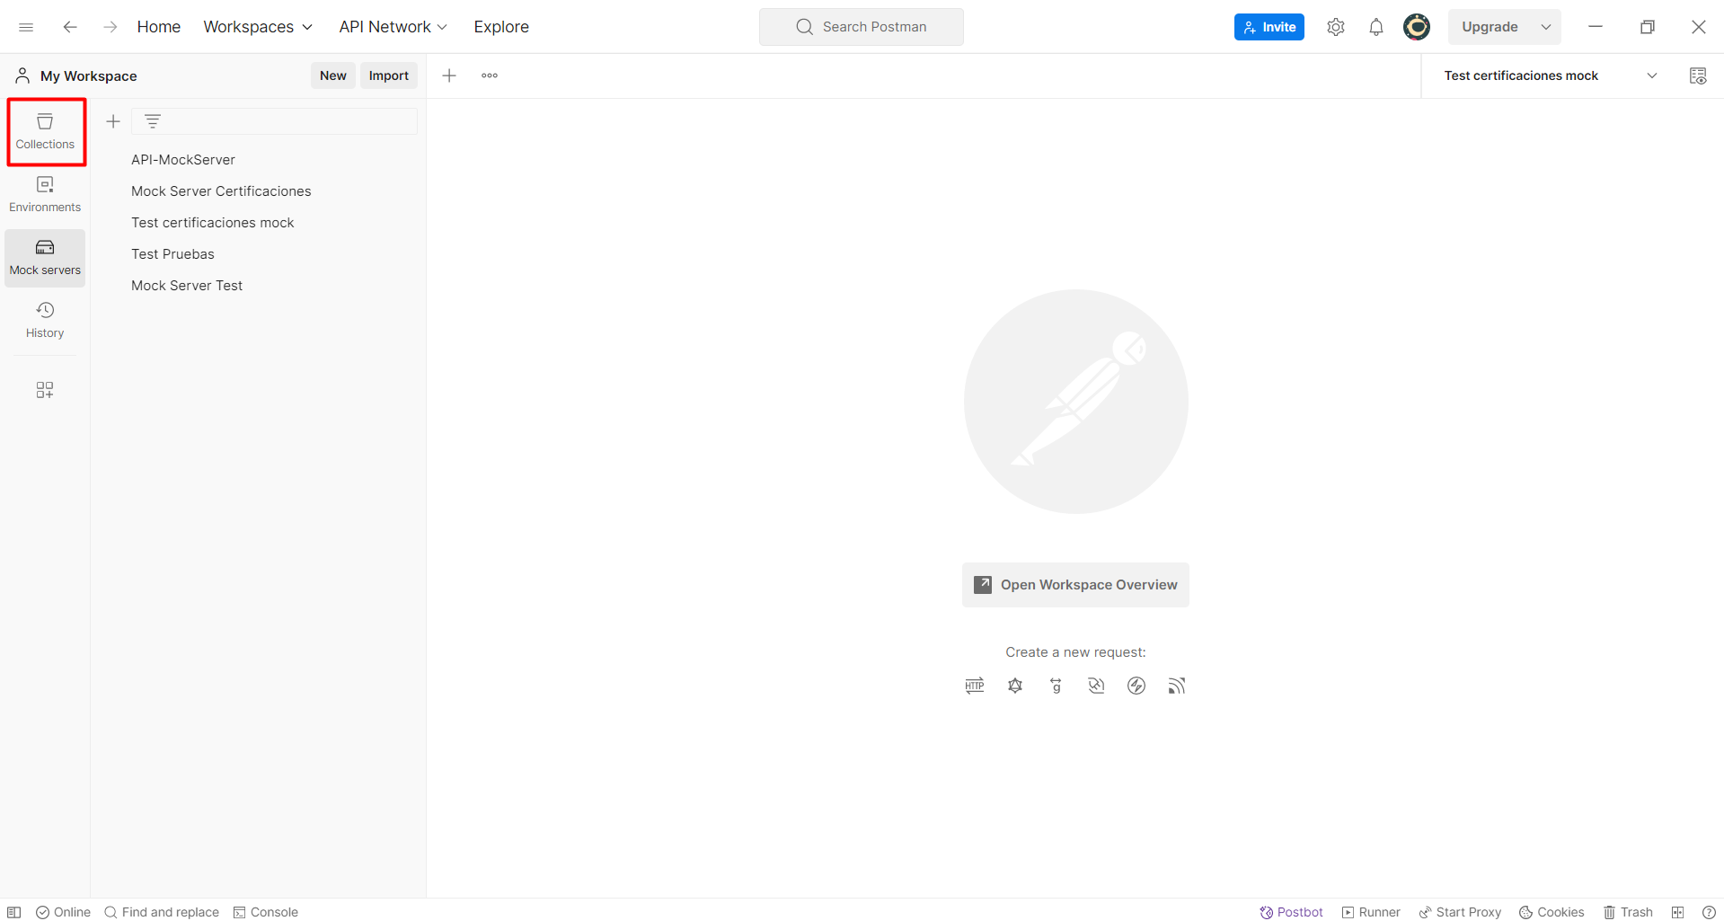 Home Workspaces API Network Explore Search Postman Invite Upgrade
My Workspace New Import Test certificaciones mock
Collections
Environments
Mock servers
History
API-MockServer
Mock Server Certificaciones
Test certificaciones mock
Test Pruebas
Mock Server Test
Open Workspace Overview
Create a new request:
HTTP
Online Find and replace Console Postbot Runner Start Proxy Cookies Trash